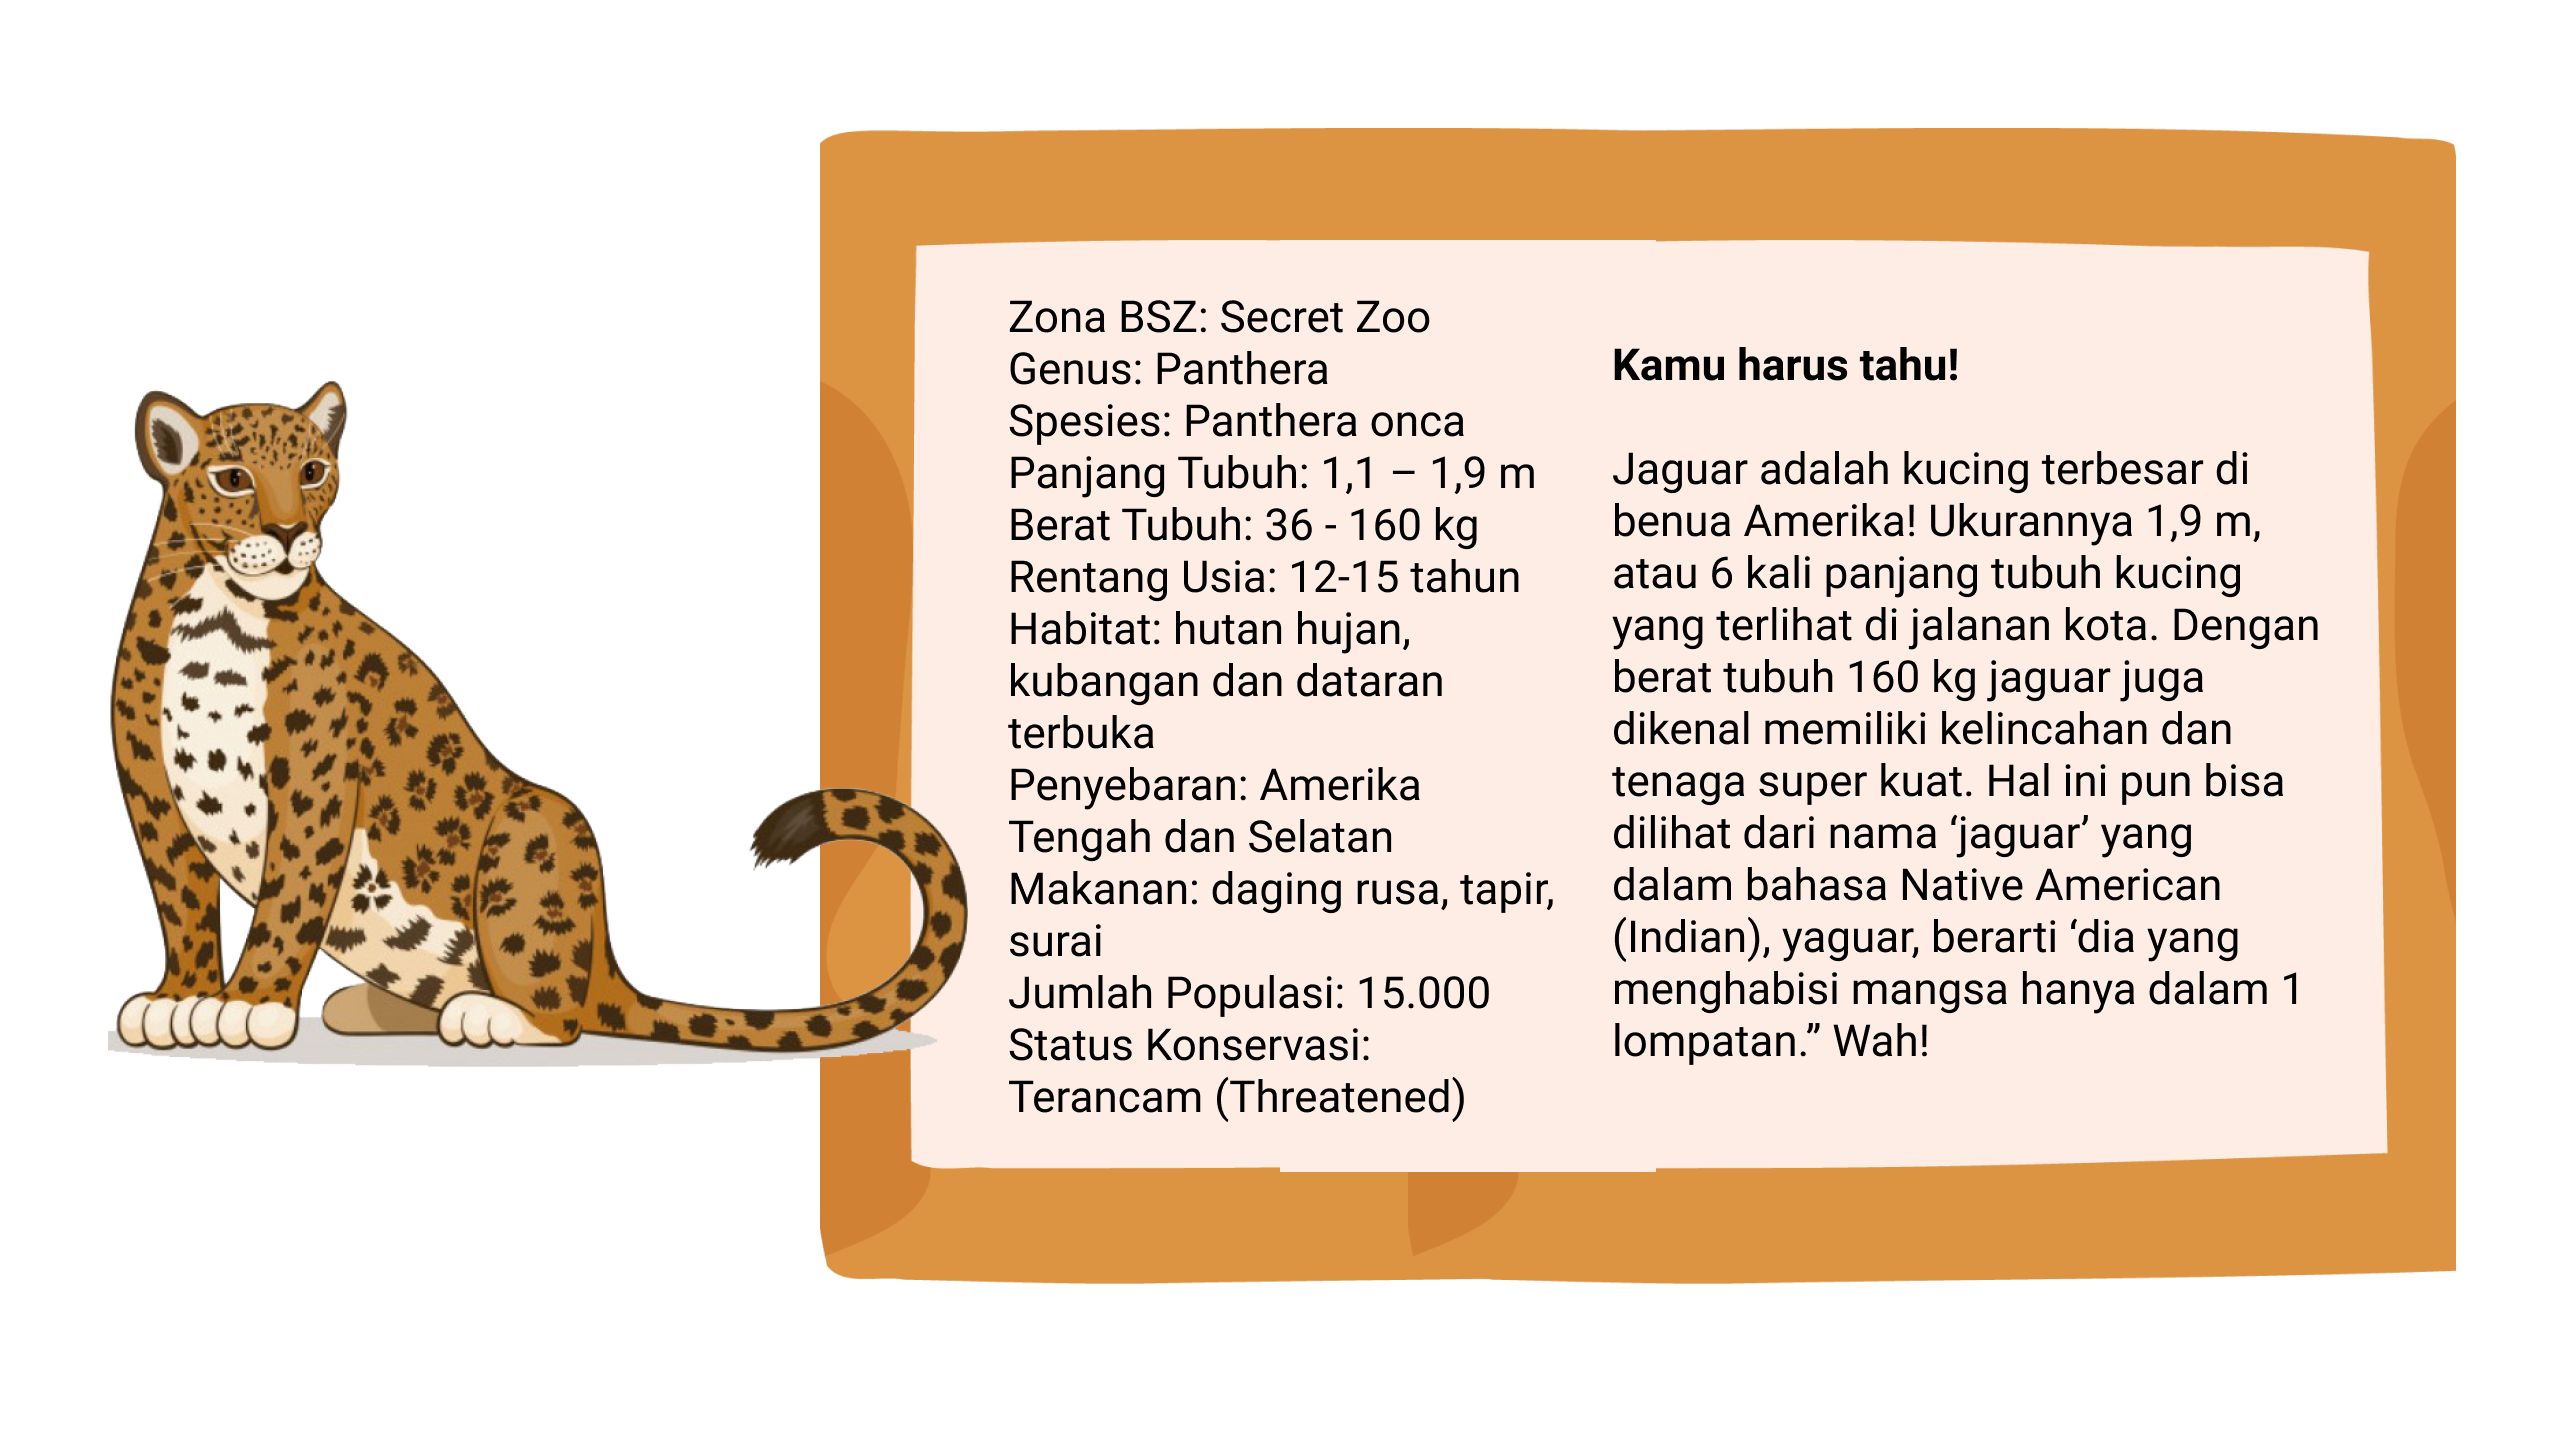 Zona BSZ: Secret Zoo
Genus: Panthera
Spesies: Panthera onca
Panjang Tubuh: 1,1 – 1,9 m
Berat Tubuh: 36 - 160 kg
Rentang Usia: 12-15 tahun
Habitat: hutan hujan,
kubangan dan dataran
terbuka
Penyebaran: Amerika
Tengah dan Selatan
Makanan: daging rusa, tapir,
surai
Jumlah Populasi: 15.000
Status Konservasi:
Terancam (Threatened)
Kamu harus tahu!
Jaguar adalah kucing terbesar di
benua Amerika! Ukurannya 1,9 m,
atau 6 kali panjang tubuh kucing
yang terlihat di jalanan kota. Dengan
berat tubuh 160 kg jaguar juga
dikenal memiliki kelincahan dan
tenaga super kuat. Hal ini pun bisa
dilihat dari nama ‘jaguar’ yang
dalam bahasa Native American
(Indian), yaguar, berarti ‘dia yang
menghabisi mangsa hanya dalam 1
lompatan.” Wah!